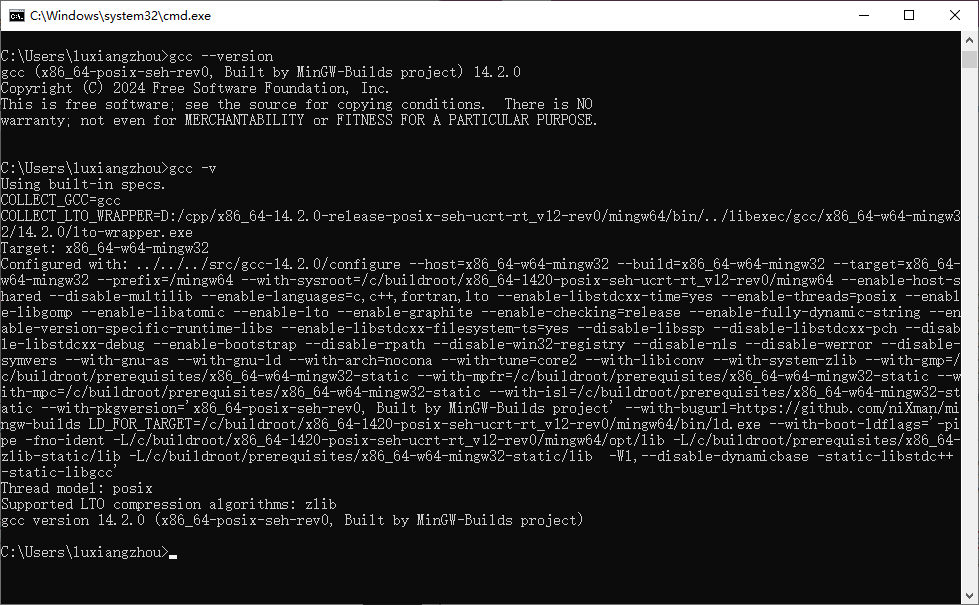 C:\Windows\system32\cmd.exe
C:\Users\luxiangzhou>gcc --version
gcc (x86_64-posix-seh-rev0, Built by MinGW-Builds project) 14.2.0
Copyright (C) 2024 Free Software Foundation, Inc.
This is free software; see the source for copying conditions.  There is NO
warranty; not even for MERCHANTABILITY or FITNESS FOR A PARTICULAR PURPOSE.
C:\Users\luxiangzhou>gcc -v
Using built-in specs.
COLLECT_GCC=gcc
COLLECT_LTO_WRAPPER=D:/cpp/x86_64-14.2.0-release-posix-seh-ucrt-rt_v12-rev0/mingw64/bin/../libexec/gcc/x86_64-w64-mingw3
2/14.2.0/lto-wrapper.exe
Target: x86_64-w64-mingw32
Configured with: ../../../src/gcc-14.2.0/configure --host=x86_64-w64-mingw32 --build=x86_64-w64-mingw32 --target=x86_64-
w64-mingw32 --prefix=/mingw64 --with-sysroot=/c/buildroot/x86_64-1420-posix-seh-ucrt-rt_v12-rev0/mingw64 --enable-host-s
hared --disable-multilib --enable-languages=c,c++,fortran,lto --enable-libstdcxx-time=yes --enable-threads=posix --enabl
e-libgomp --enable-libatomic --enable-lto --enable-graphite --enable-checking=release --enable-fully-dynamic-string --en
able-version-specific-runtime-libs --enable-libstdcxx-filesystem-ts=yes --disable-libssp --disable-libstdcxx-pch --disab
le-libstdcxx-debug --enable-bootstrap --disable-rpath --disable-win32-registry --disable-nls --disable-werror --disable-
symvers --with-gnu-as --with-gnu-ld --with-arch=nocona --with-tune=core2 --with-libiconv --with-system-zlib --with-gmp=/
c/buildroot/prerequisites/x86_64-w64-mingw32-static --with-mpfr=/c/buildroot/prerequisites/x86_64-w64-mingw32-static --w
ith-mpc=/c/buildroot/prerequisites/x86_64-w64-mingw32-static --with-isl=/c/buildroot/prerequisites/x86_64-w64-mingw32-st
atic --with-pkgversion='x86_64-posix-seh-rev0, Built by MinGW-Builds project' --with-bugurl=https://github.com/niXman/mi
ngw-builds LD_FOR_TARGET=/c/buildroot/x86_64-1420-posix-seh-ucrt-rt_v12-rev0/mingw64/bin/ld.exe --with-boot-ldflags='-pi
pe -fno-ident -L/c/buildroot/x86_64-1420-posix-seh-ucrt-rt_v12-rev0/mingw64/opt/lib -L/c/buildroot/prerequisites/x86_64-
zlib-static/lib -L/c/buildroot/prerequisites/x86_64-w64-mingw32-static/lib  -Wl,--disable-dynamicbase -static-libstdc++
-static-libgcc'
Thread model: posix
Supported LTO compression algorithms: zlib
gcc version 14.2.0 (x86_64-posix-seh-rev0, Built by MinGW-Builds project)
C:\Users\luxiangzhou>